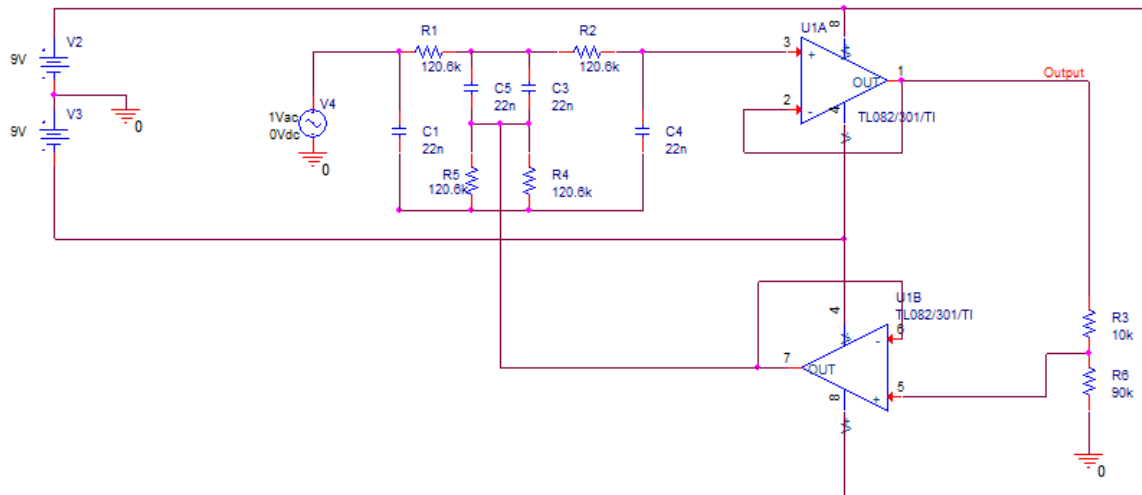 V2
9V
0
V3
9V
V4
1Vac
0Vdc
0
R1
120.6k
R2
120.6k
C5
22n
C3
22n
C1
22n
C4
22n
R5
120.6k
R4
120.6k
U1A
3
+
2
-
8
V+
OUT
1
4
V-
TL082/301/TI
Output
U1B
TL082/301/TI
4
V-
6
-
7
OUT
5
+
8
V+
R3
10k
R6
90k
0